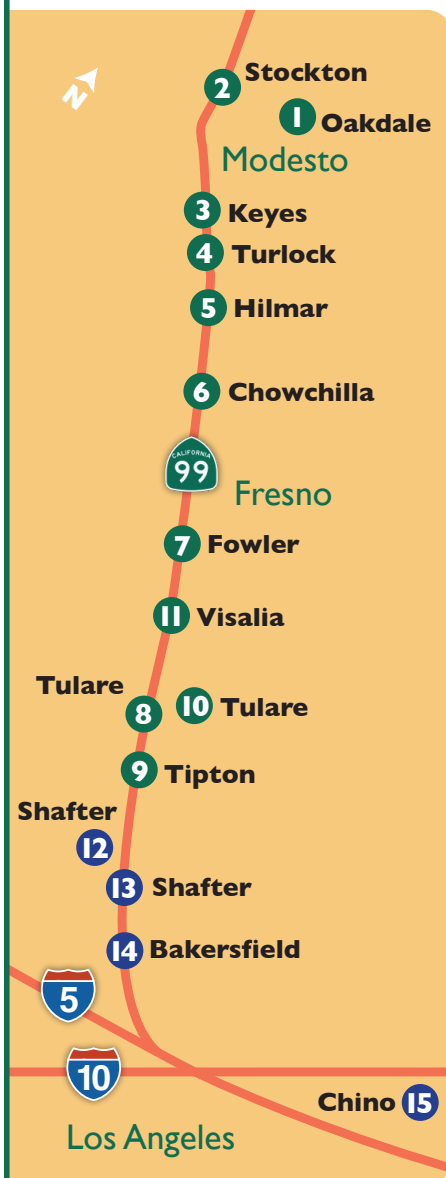 N
2 Stockton
1 Oakdale
Modesto
3 Keyes
4 Turlock
5 Hilmar
6 Chowchilla
CALIFORNIA
99
Fresno
7 Fowler
11 Visalia
Tulare
8
10 Tulare
9 Tipton
Shafter
12
13 Shafter
14 Bakersfield
5
10
Chino 15
Los Angeles